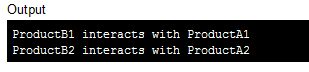 Output
ProductB1 interacts with ProductA1
ProductB2 interacts with ProductA2